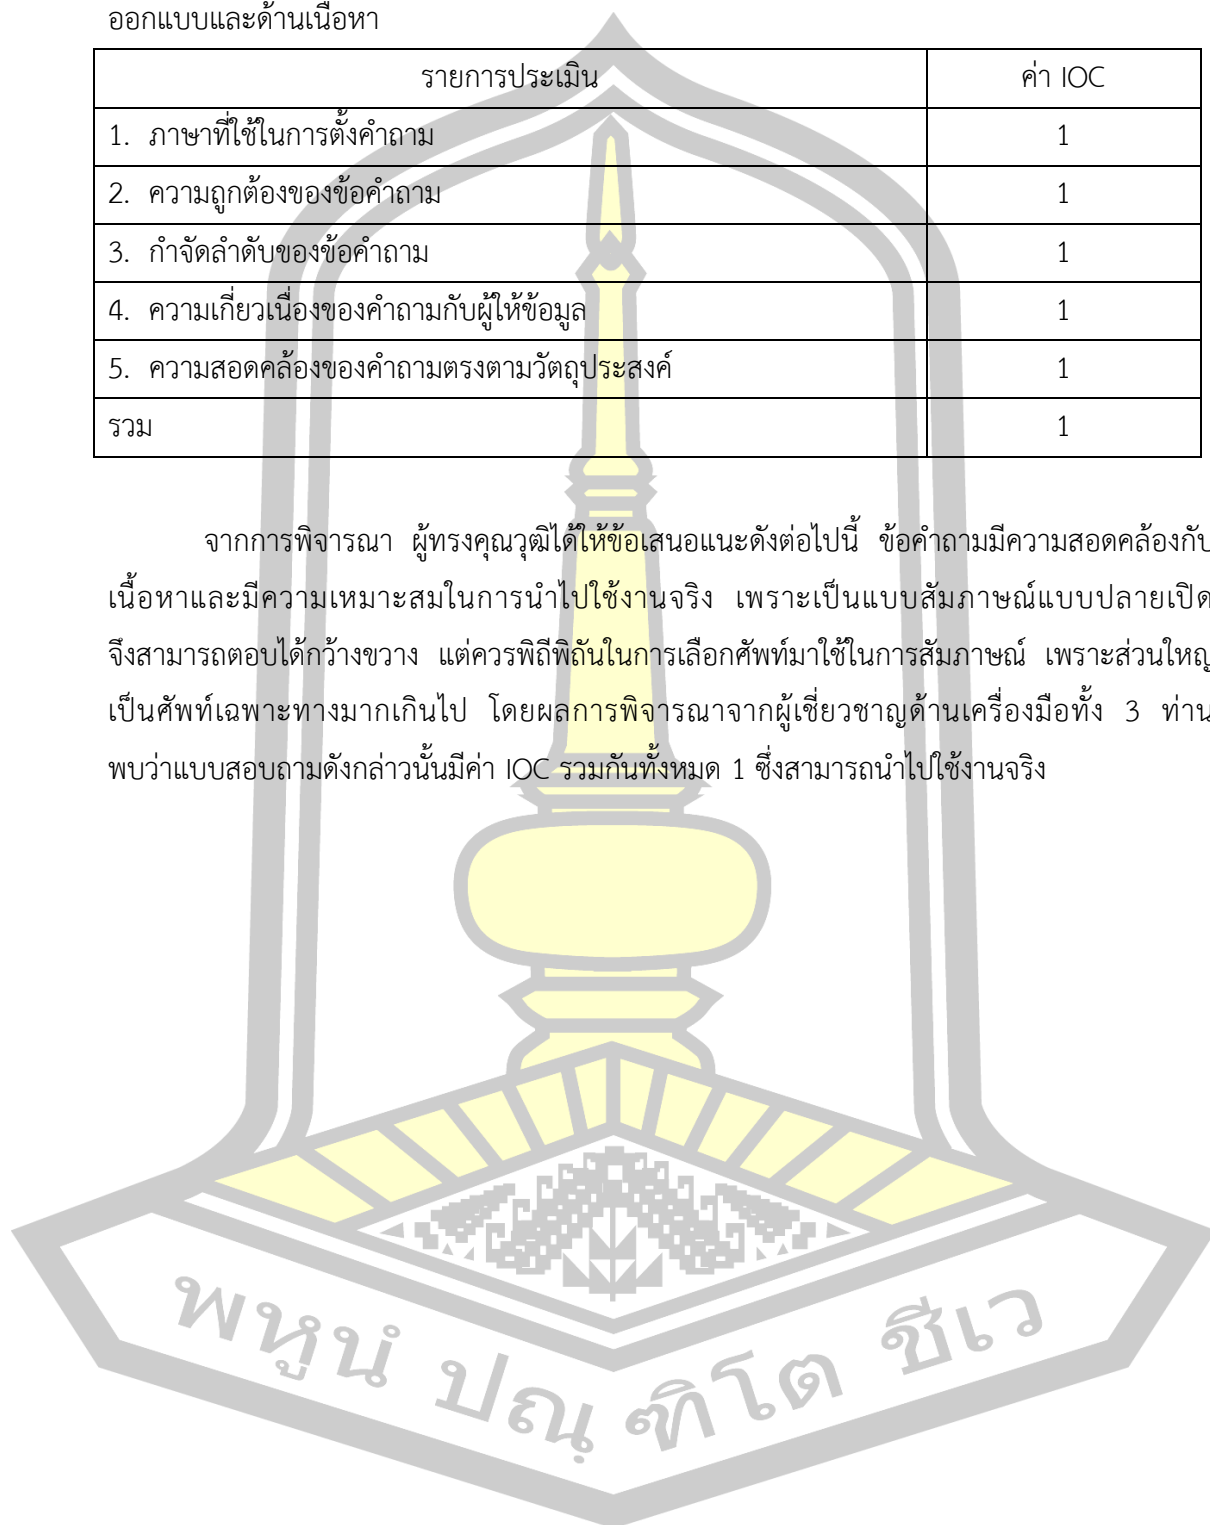 ออกแบบและด้านเนื้อหา
รายการประเมิน ค่า IOC
1. ภาษาที่ใช้ในการตั้งคำถาม 1
2. ความถูกต้องของข้อคำถาม 1
3. กำจัดลำดับของข้อคำถาม 1
4. ความเกี่ยวเนื่องของคำถามกับผู้ให้ข้อมูล 1
5. ความสอดคล้องของคำถามตรงตามวัตถุประสงค์ 1
รวม 1
จากการพิจารณา ผู้ทรงคุณวุฒิได้ให้ข้อเสนอแนะดังต่อไปนี้ ข้อคำถามมีความสอดคล้องกับ
เนื้อหาและมีความเหมาะสมในการนำไปใช้งานจริง เพราะเป็นแบบสัมภาษณ์แบบปลายเปิด
จึงสามารถตอบได้กว้างขวาง แต่ควรพิถีพิถันในการเลือกศัพท์มาใช้ในการสัมภาษณ์ เพราะส่วนใหญ่
เป็นศัพท์เฉพาะทางมากเกินไป โดยผลการพิจารณาจากผู้เชี่ยวชาญด้านเครื่องมือทั้ง 3 ท่าน
พบว่าแบบสอบถามดังกล่าวนั้นมีค่า IOC รวมกันทั้งหมด 1 ซึ่งสามารถนำไปใช้งานจริง
พหูนํ ปณฺฑิโต ชีเว